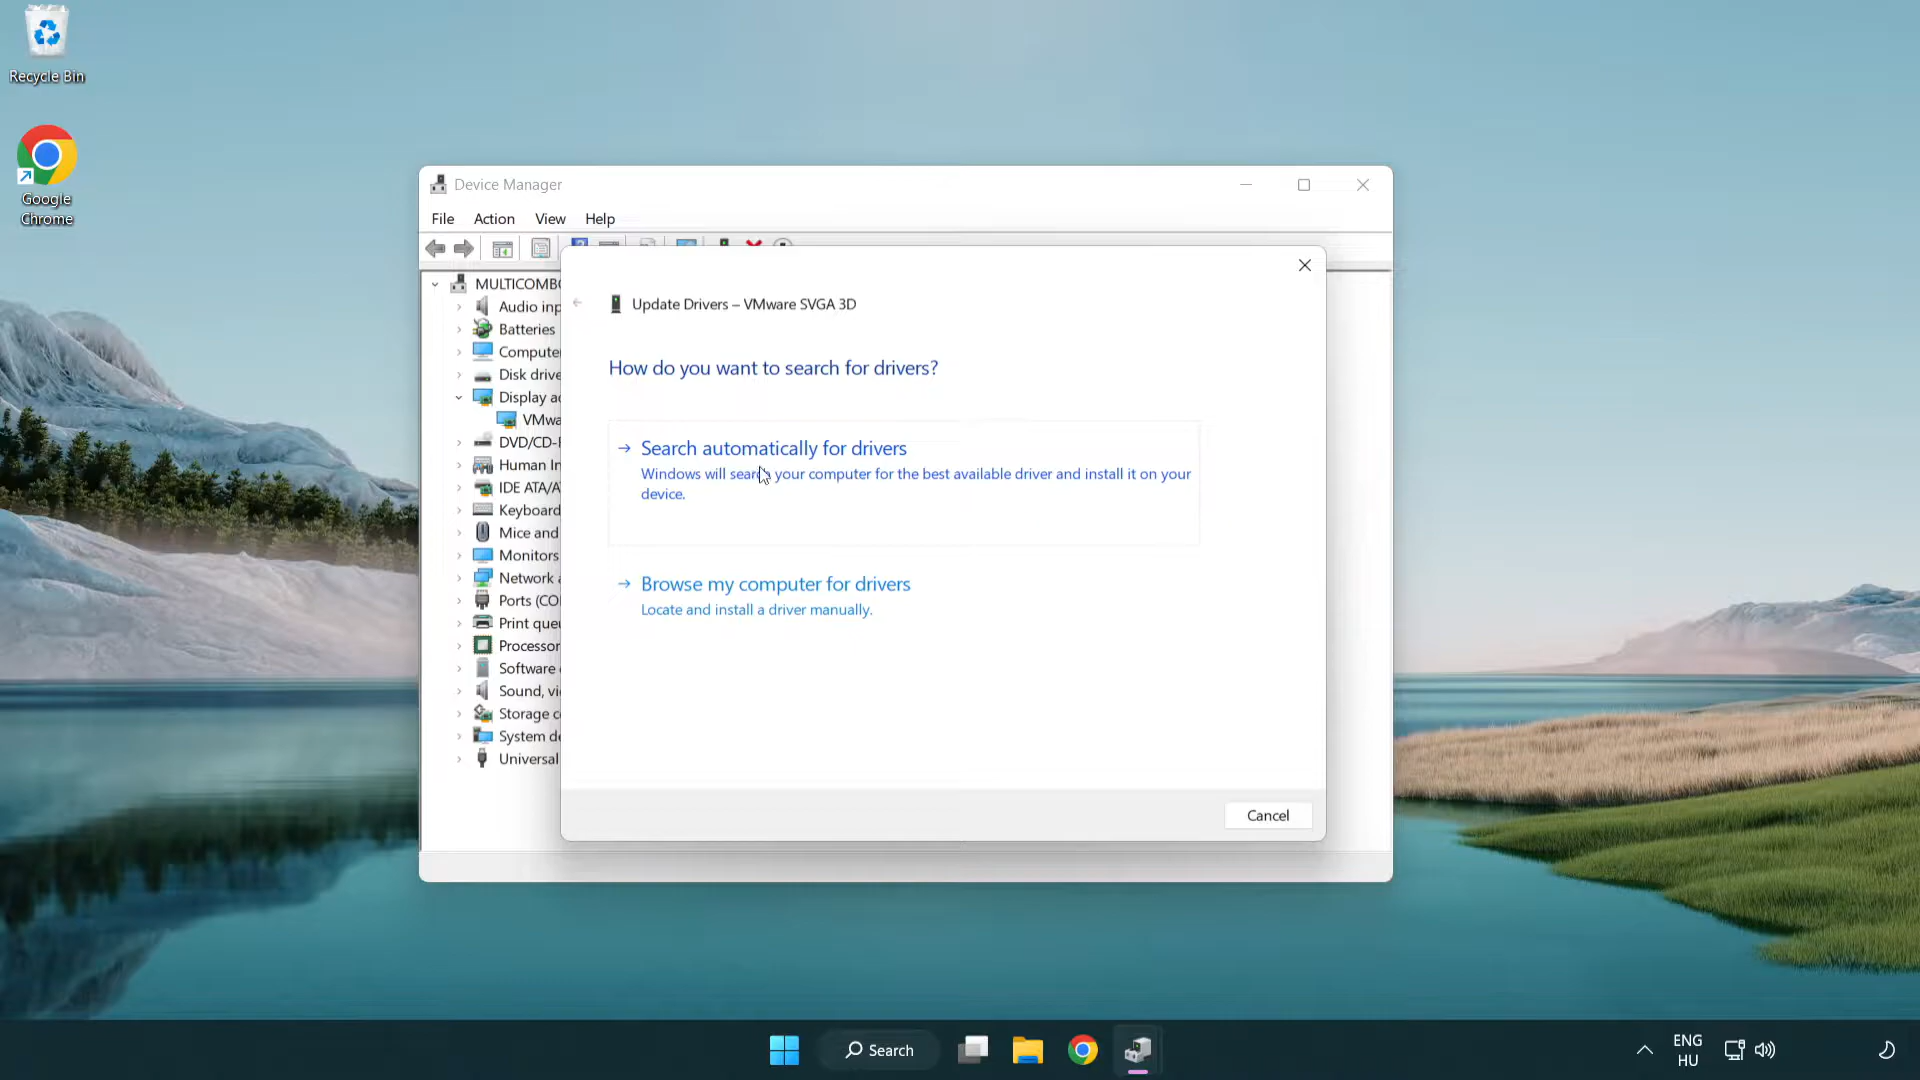 Recycle Bin
Google
Chrome
Device Manager
File Action View Help
MULTICOMBO
Audio inp
Batteries
Compute
Disk drive
Display ad
VMwa
DVD/CD-R
Human In
IDE ATA/AT
Keyboard
Mice and
Monitors
Network a
Ports (CO
Print que
Processor
Software
Sound, vi
Storage c
System de
Universal
Update Drivers – VMware SVGA 3D
How do you want to search for drivers?
Search automatically for drivers
Windows will search your computer for the best available driver and install it on your
device.
Browse my computer for drivers
Locate and install a driver manually.
Cancel
Search
ENG
HU